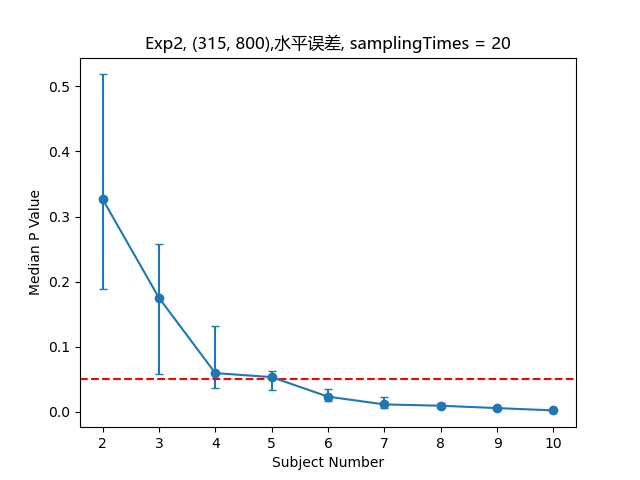 Exp2, (315, 800),水平误差, samplingTimes = 20
0.5
0.4
0.3
0.2
0.1
0.0
Median P Value
2 3 4 5 6 7 8 9 10
Subject Number